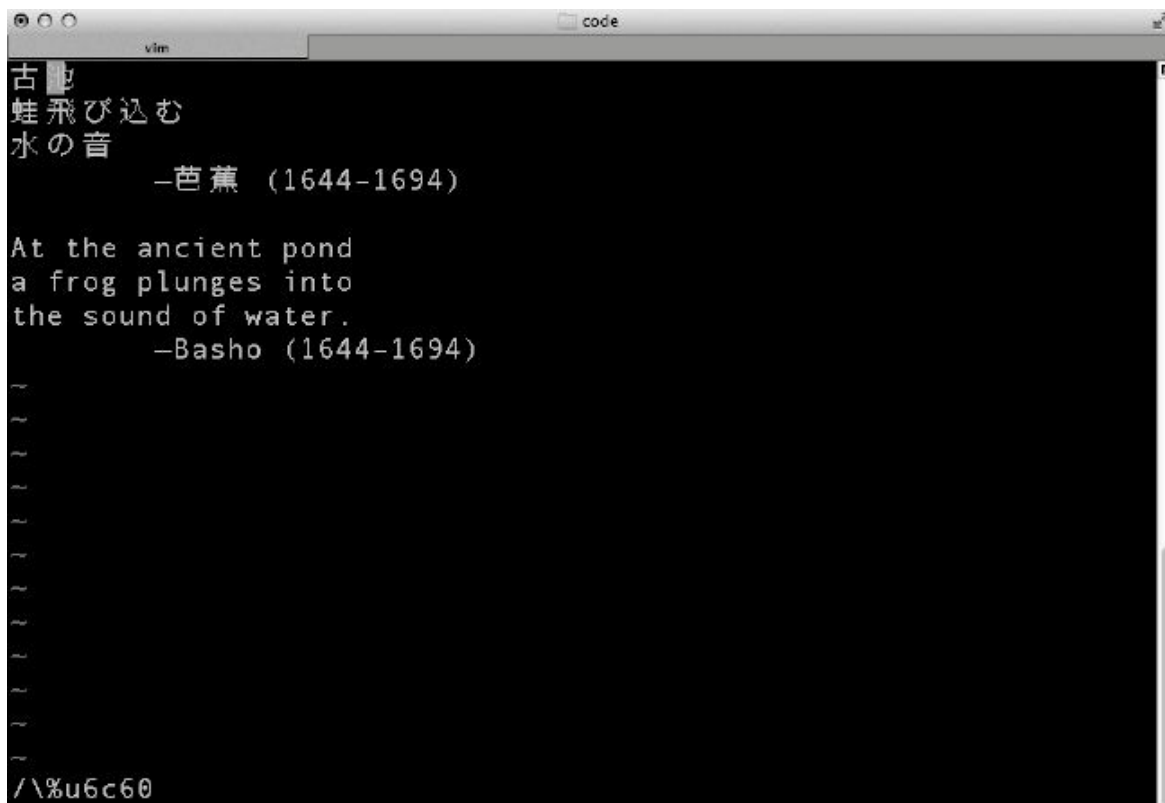 code
vim
古池
蛙飛び込む
水の音
—芭蕉 (1644–1694)
At the ancient pond
a frog plunges into
the sound of water.
—Basho (1644–1694)
~
~
~
~
~
~
~
~
~
~
~
~
/\%u6c60